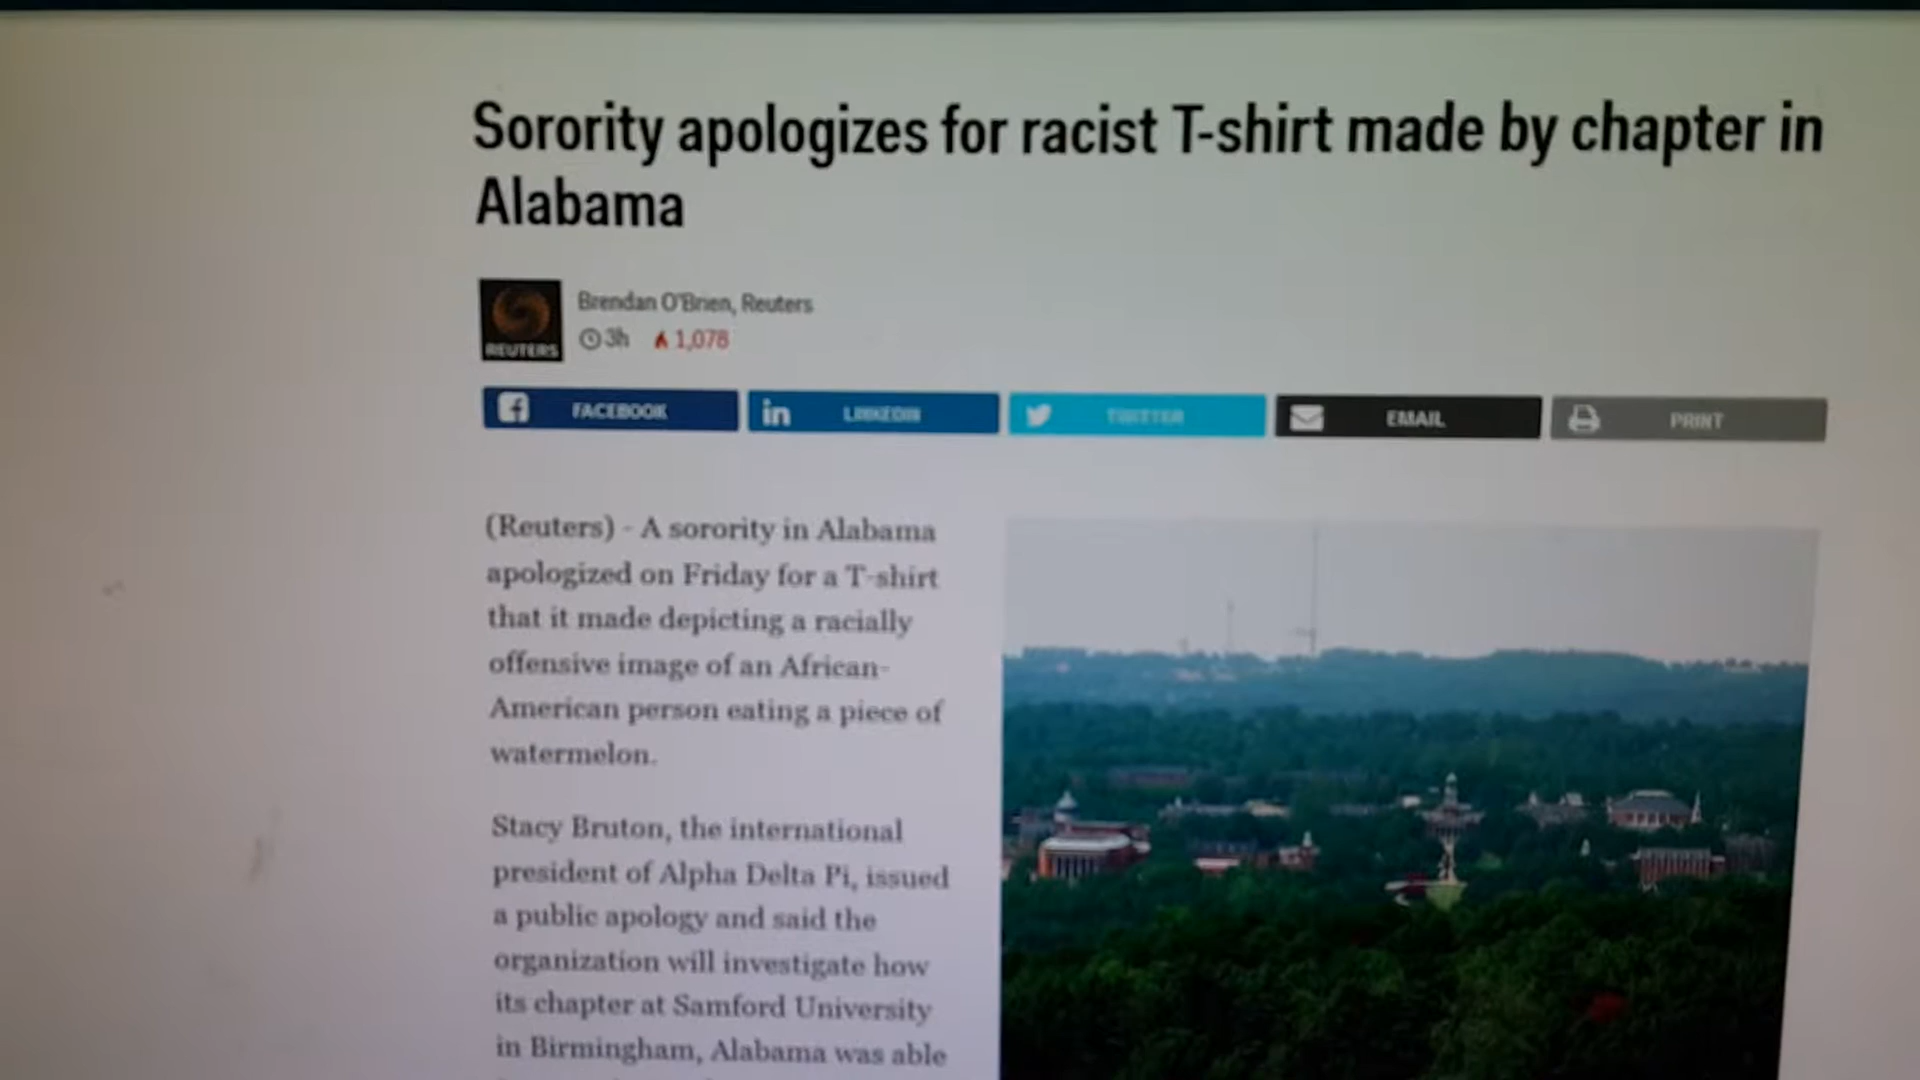 Sorority apologizes for racist T-shirt made by chapter in
Alabama
REUTERS
Brendan O'Brien, Reuters
3h 1,078
FACEBOOK
in LINKEDIN
TWITTER
EMAIL
PRINT
(Reuters) - A sorority in Alabama
apologized on Friday for a T-shirt
that it made depicting a racially
offensive image of an African-
American person eating a piece of
watermelon.
Stacy Bruton, the international
president of Alpha Delta Pi, issued
a public apology and said the
organization will investigate how
its chapter at Samford University
in Birmingham, Alabama was able